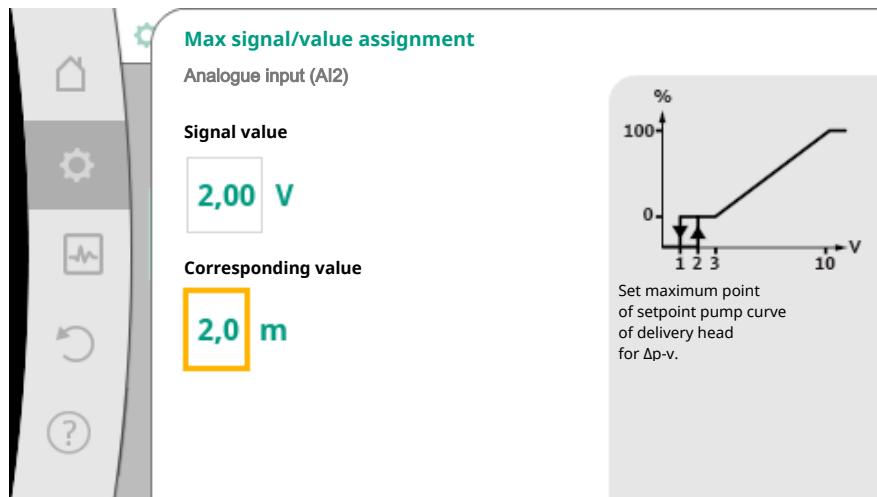 Max signal/value assignment
Analogue input (AI2)
Signal value
2,00 V
Corresponding value
2,0 m
?
%
100
0
1 2 3 10 V
Set maximum point
of setpoint pump curve
of delivery head
for Δp-v.